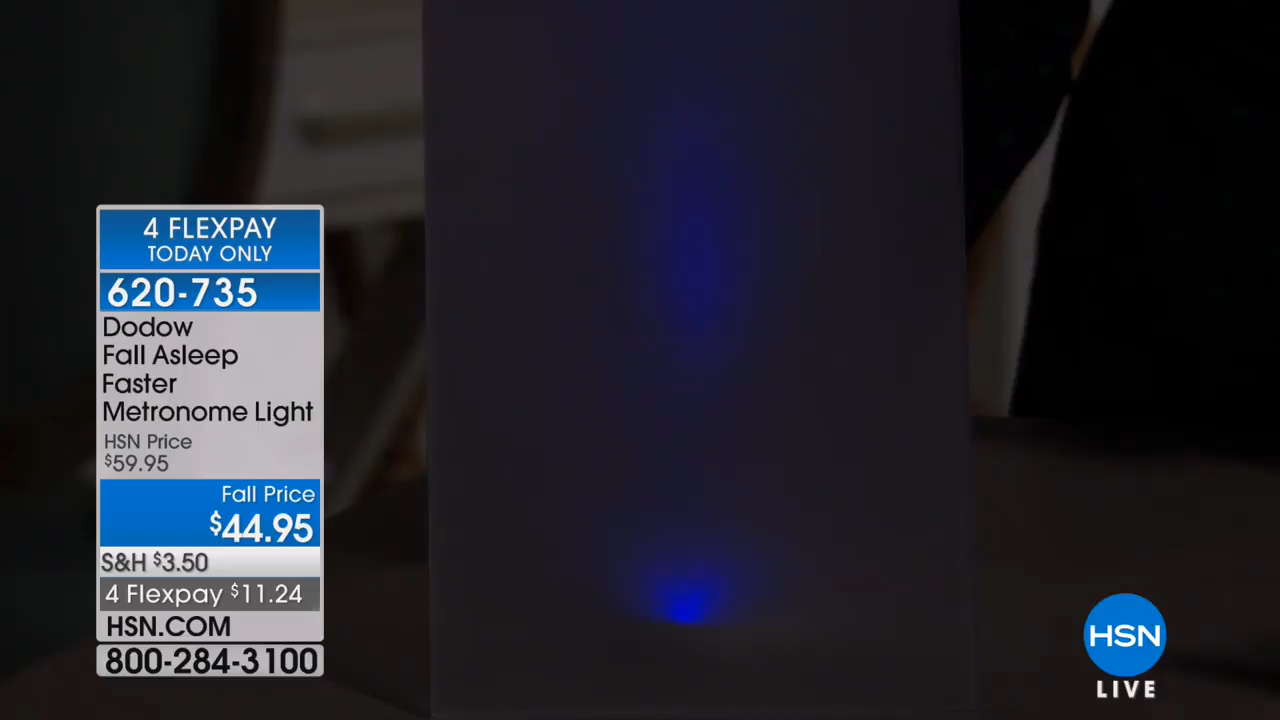 4 FLEXPAY
TODAY ONLY
620-735
Dodow
Fall Asleep
Faster
Metronome Light
HSN Price
$59.95
Fall Price
$44.95
S&H $3.50
4 Flexpay $11.24
HSN.COM
800-284-3100
HSN
LIVE